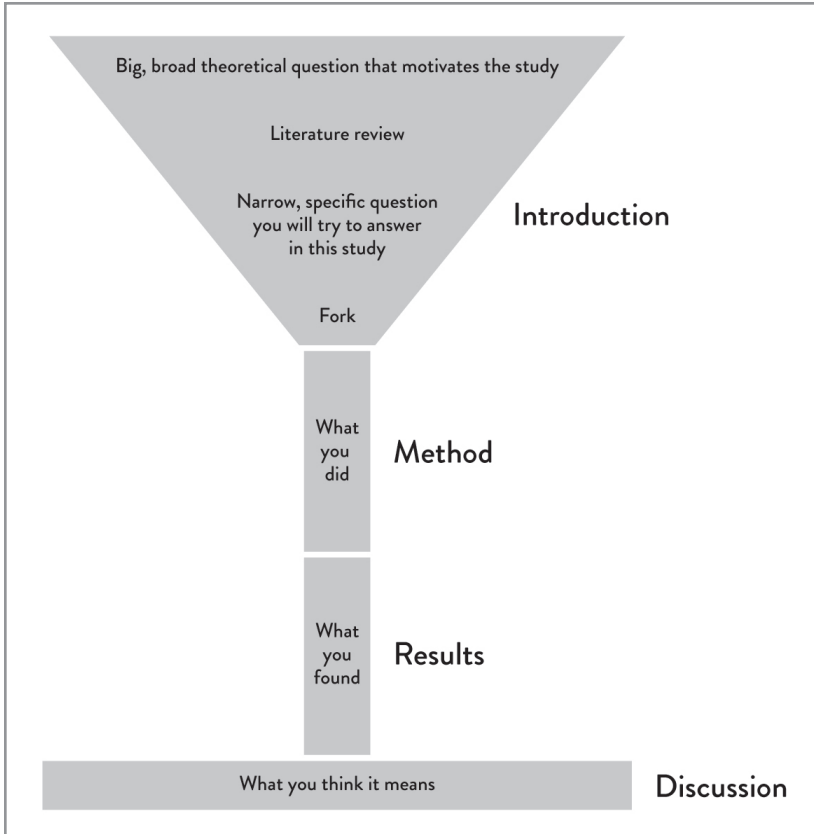 Big, broad theoretical question that motivates the study
Literature review
Narrow, specific question
you will try to answer
in this study
Introduction
Fork
What
you
did
Method
What
you
found
Results
What you think it means
Discussion